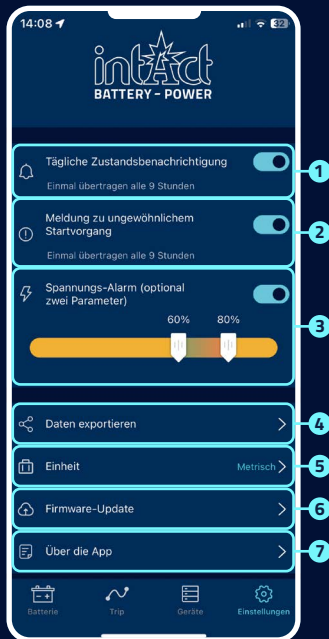 14:08
32
intAct
BATTERY-POWER
Tägliche Zustandsbenachrichtigung
Einmal übertragen alle 9 Stunden
1
Meldung zu ungewöhnlichem
Startvorgang
Einmal übertragen alle 9 Stunden
2
Spannungs-Alarm (optional
zwei Parameter)
60% 80%
3
Daten exportieren
4
Einheit Metrisch
5
Firmware-Update
6
Über die App
7
Batterie Trip Geräte Einstellungen